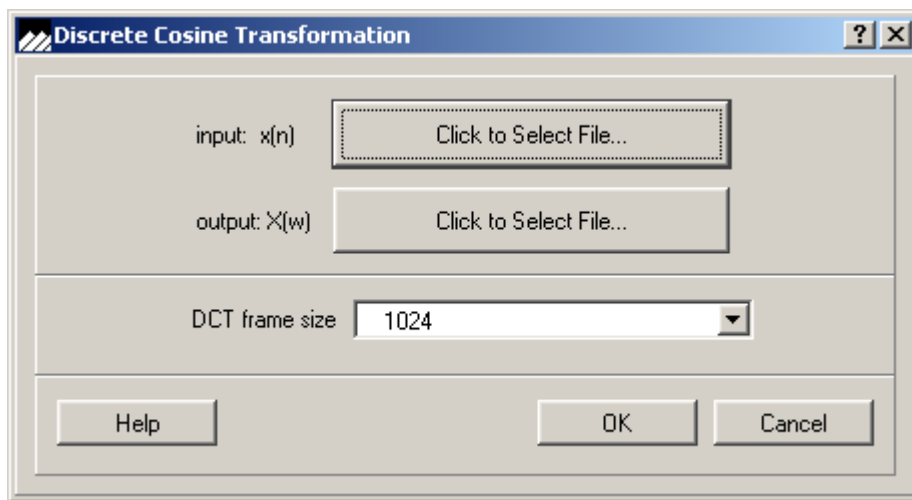 Discrete Cosine Transformation
input: x(n) Click to Select File...
output: X(w) Click to Select File...
DCT frame size 1024
Help OK Cancel